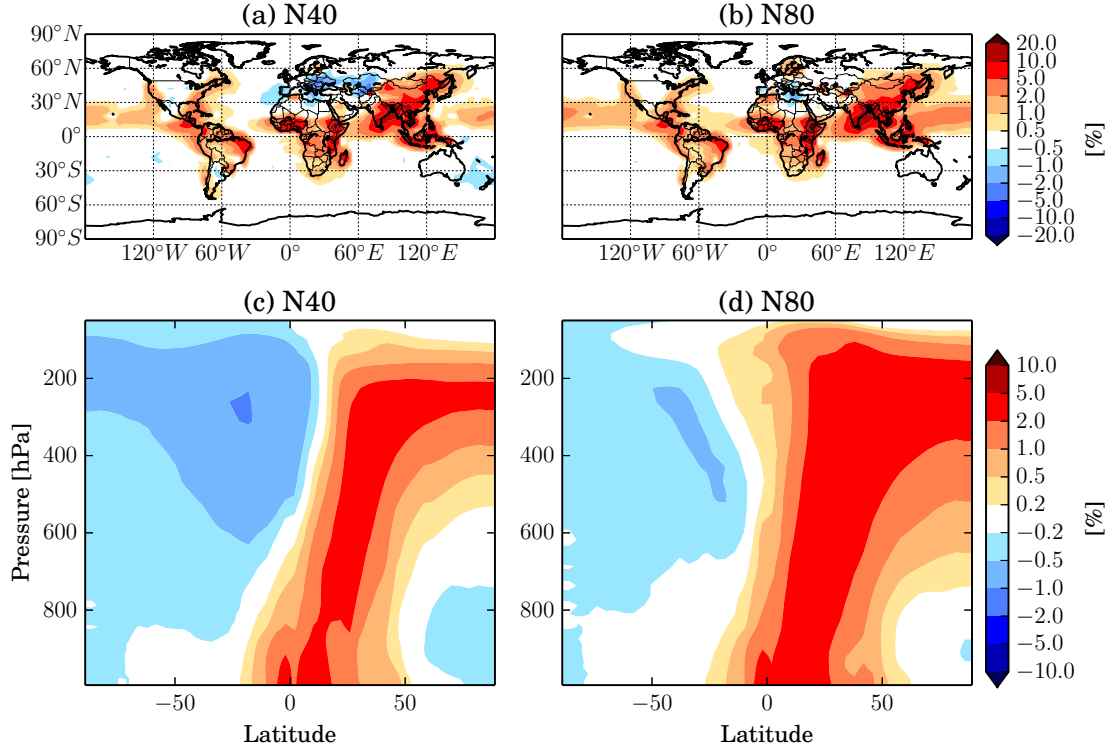 (a) N40
(b) N80
90°N
60°N
30°N
0°
30°S
60°S
90°S
120°W 60°W 0° 60°E 120°E
120°W 60°W 0° 60°E 120°E
20.0
10.0
5.0
2.0
1.0
0.5
−0.5
−1.0
−2.0
−5.0
−10.0
−20.0
[%]
(c) N40
(d) N80
Pressure [hPa]
200
400
600
800
−50 0 50
Latitude
200
400
600
800
−50 0 50
Latitude
10.0
5.0
2.0
1.0
0.5
0.2
−0.2
−0.5
−1.0
−2.0
−5.0
−10.0
[%]